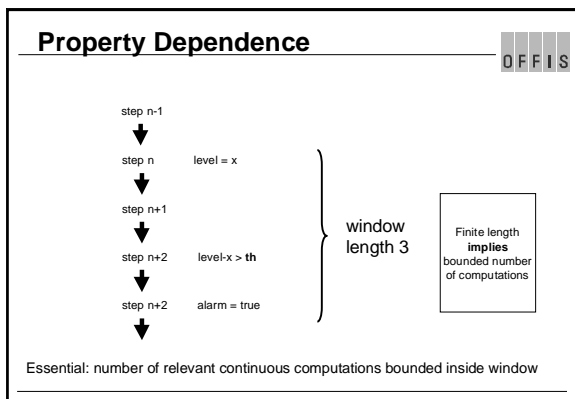 Property Dependence
OFFIS
step n-1
step n level = x
step n+1
step n+2 level-x > th
step n+2 alarm = true
window
length 3
Finite length
implies
bounded number
of computations
Essential: number of relevant continuous computations bounded inside window